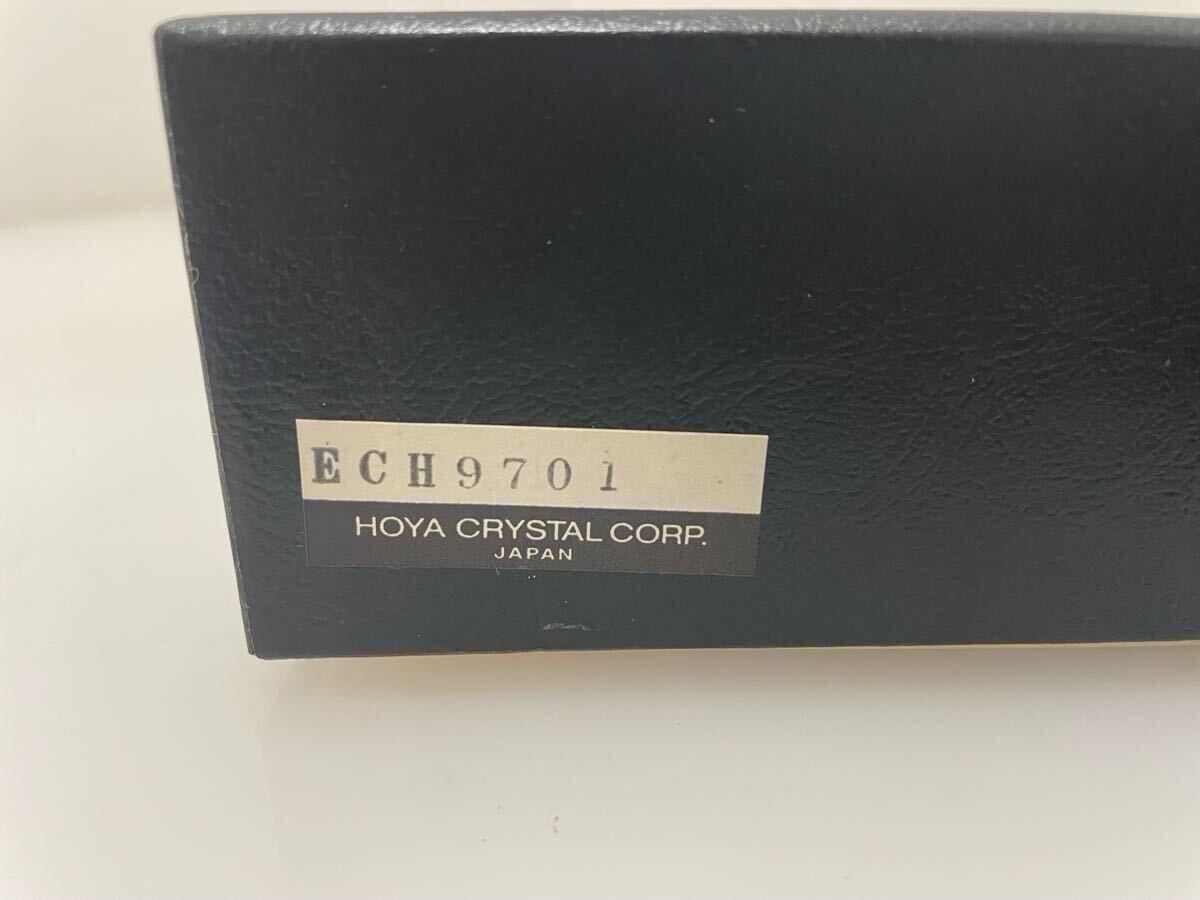 ECH9701
HOYA CRYSTAL CORP.
JAPAN